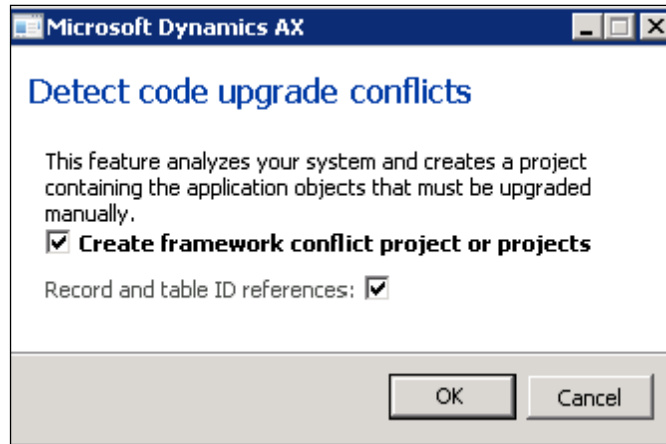 Microsoft Dynamics AX
Detect code upgrade conflicts
This feature analyzes your system and creates a project
containing the application objects that must be upgraded
manually.
Create framework conflict project or projects
Record and table ID references:
OK
Cancel